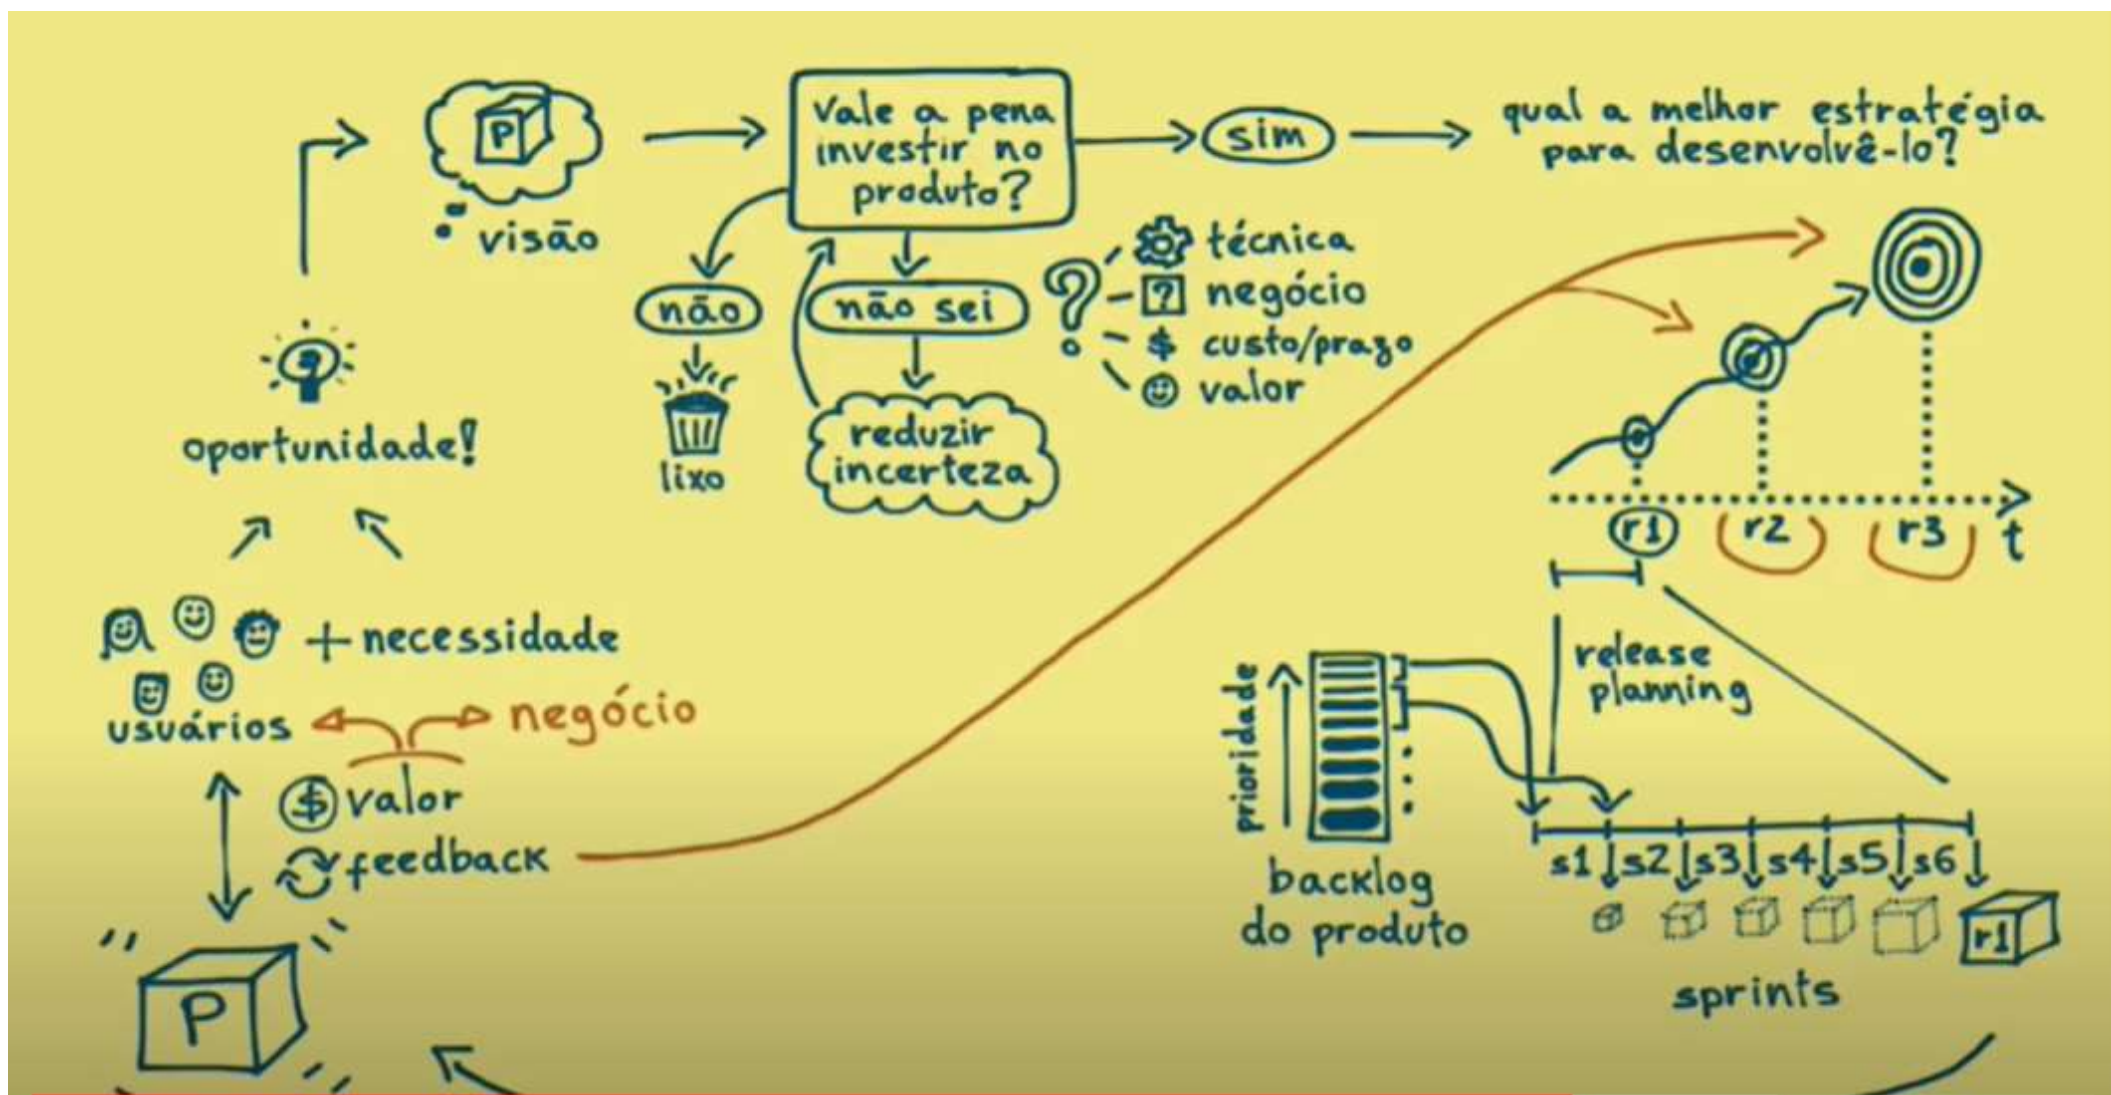 P
visão
Vale a pena
investir no
produto?
sim
qual a melhor estratégia
para desenvolvê-lo?
não
lixo
não sei
reduzir
incerteza
?
técnica
?
negócio
$
custo/prazo
valor
oportunidade!
+ necessidade
usuários
negócio
$ valor
feedback
P
r1
r2
r3
t
release
planning
prioridade
backlog
do produto
s1
s2
s3
s4
s5
s6
r1
sprints